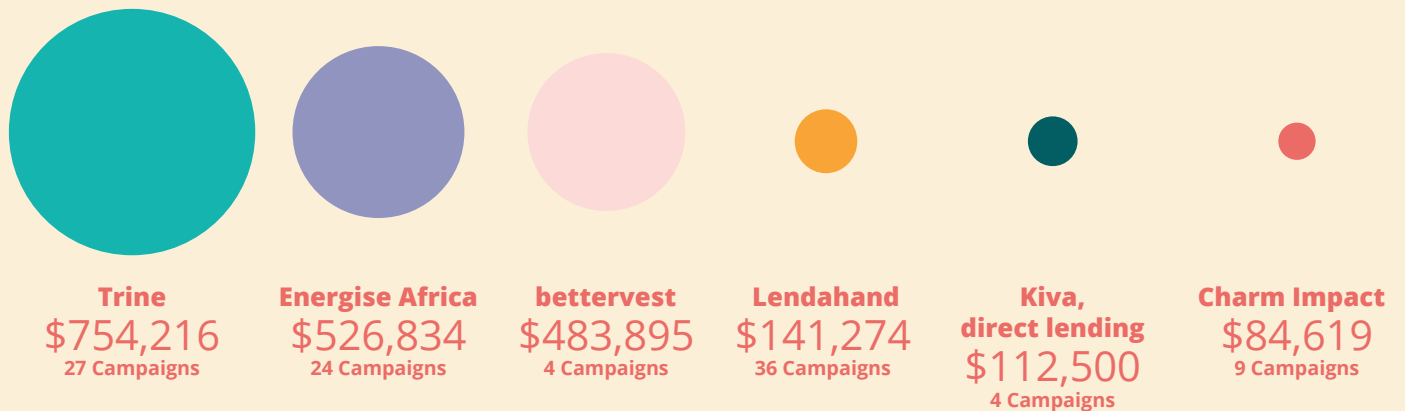 Trine
$754,216
27 Campaigns
Energise Africa
$526,834
24 Campaigns
bettervest
$483,895
4 Campaigns
Lendahand
$141,274
36 Campaigns
Kiva,
direct lending
$112,500
4 Campaigns
Charm Impact
$84,619
9 Campaigns